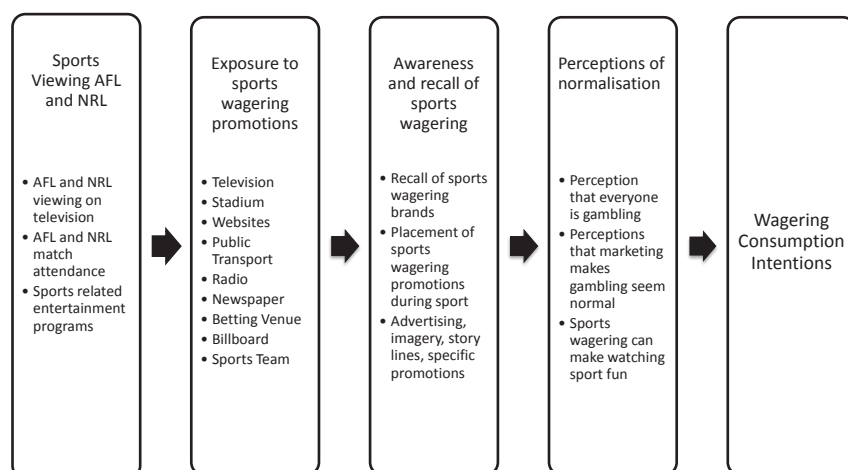 Sports
Viewing AFL
and NRL
• AFL and NRL
viewing on
television
• AFL and NRL
match
attendance
• Sports related
entertainment
programs
Exposure to
sports
wagering
promotions
• Television
• Stadium
• Websites
• Public
Transport
• Radio
• Newspaper
• Betting Venue
• Billboard
• Sports Team
Awareness and
recall of
sports
wagering
• Recall of sports
wagering
brands
• Placement of
sports
wagering
promotions
during sport
• Advertising,
imagery, story
lines, specific
promotions
Perceptions of
normalisation
• Perception
that everyone
is gambling
• Perceptions
that marketing
makes
gambling seem
normal
• Sports
wagering can
make watching
sport fun
Wagering
Consumption
Intentions